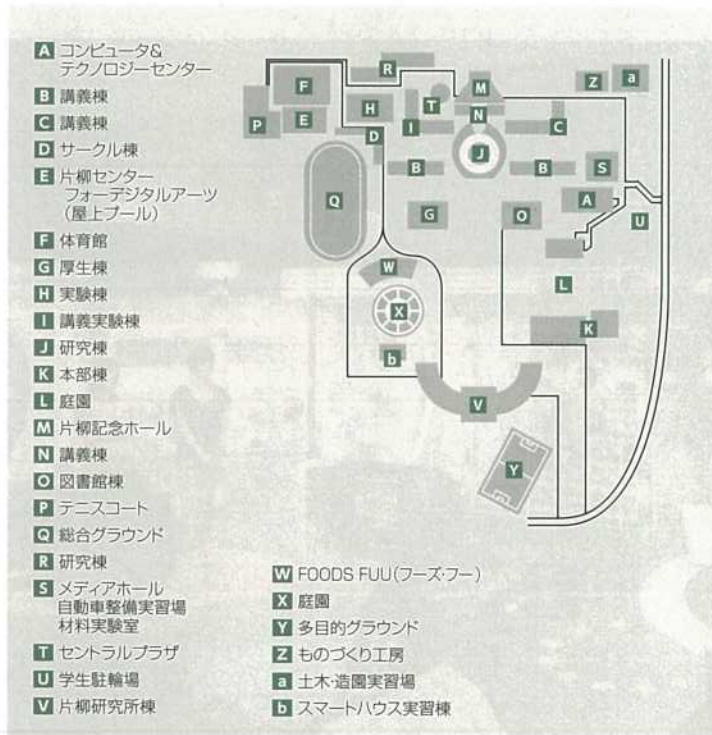 A コンピュータ&
テクノロジーセンター
B 講義棟
C 講義棟
D サークル棟
E 片柳センター
フォーデジタルアーツ
(屋上プール)
F 体育館
G 厚生棟
H 実験棟
I 講義実験棟
J 研究棟
K 本部棟
L 庭園
M 片柳記念ホール
N 講義棟
O 図書館棟
P テニスコート
Q 総合グラウンド
R 研究棟
S メディアホール
自動車整備実習場
材料実験室
T セントラルプラザ
U 学生駐輪場
V 片柳研究所棟
W FOODS FUU(フーズ・フー)
X 庭園
Y 多目的グラウンド
Z ものづくり工房
a 土木・造園実習場
b スマートハウス実習棟
R
F
M
Z
a
H
T
P
E
N
I
C
D
J
B
B
S
Q
A
G
O
U
W
L
X
K
b
V
Y